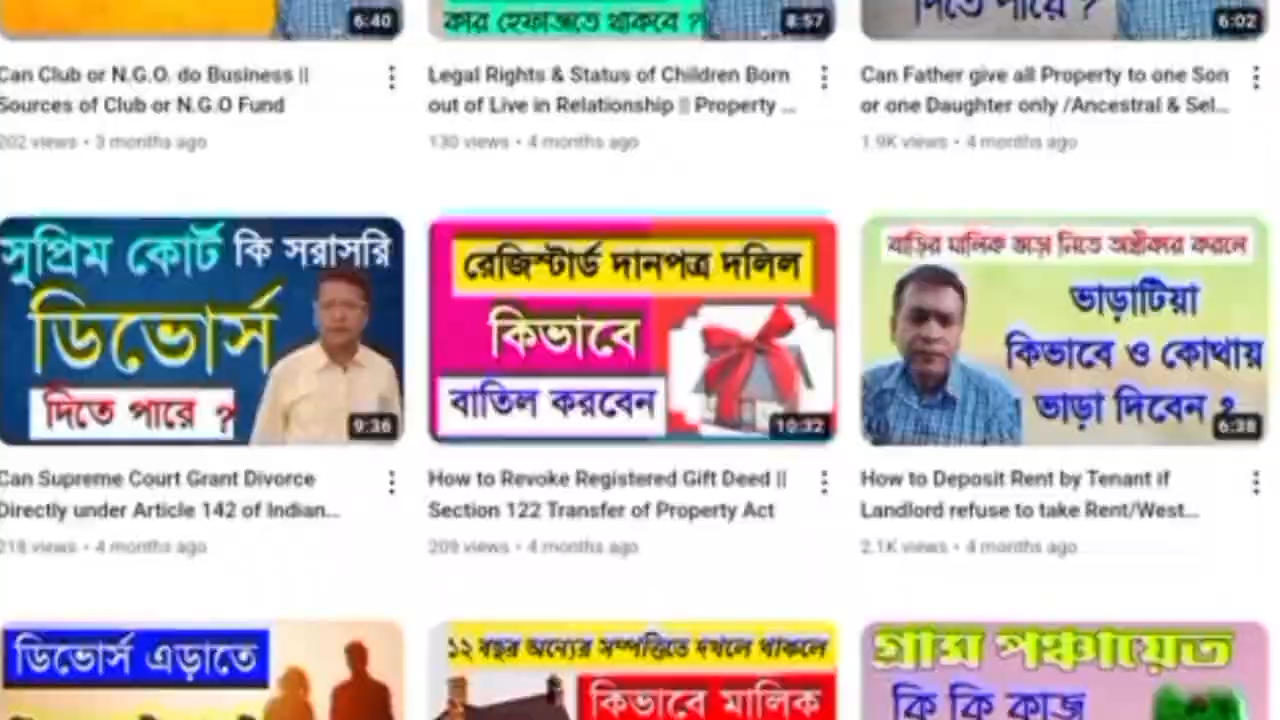 কার হেফাজতে থাকবে ?
দিতে পারে ?
6:40
8:57
6:02
Can Club or N.G.O. do Business ||
Sources of Club or N.G.O Fund
202 views • 3 months ago
Legal Rights & Status of Children Born
out of Live in Relationship || Property ...
130 views • 4 months ago
Can Father give all Property to one Son
or one Daughter only /Ancestral & Sel...
1.9K views • 4 months ago
সুপ্রিম কোর্ট কি সরাসরি
ডিভোর্স
দিতে পারে ?
9:36
রেজিস্টার্ড দানপত্র দলিল
কিভাবে
বাতিল করবেন
10:32
বাড়ির মালিক ভাড়া নিতে অস্বীকার করলে
ভাড়াটিয়া
কিভাবে ও কোথায়
ভাড়া দিবেন ?
6:38
Can Supreme Court Grant Divorce
Directly under Article 142 of Indian...
218 views • 4 months ago
How to Revoke Registered Gift Deed ||
Section 122 Transfer of Property Act
209 views • 4 months ago
How to Deposit Rent by Tenant if
Landlord refuse to take Rent/West...
2.1K views • 4 months ago
ডিভোর্স এড়াতে
১২ বছর অন্যের সম্পত্তিতে দখলে থাকলে
কিভাবে মালিক
গ্রাম পঞ্চায়েত
কি কি কাজ